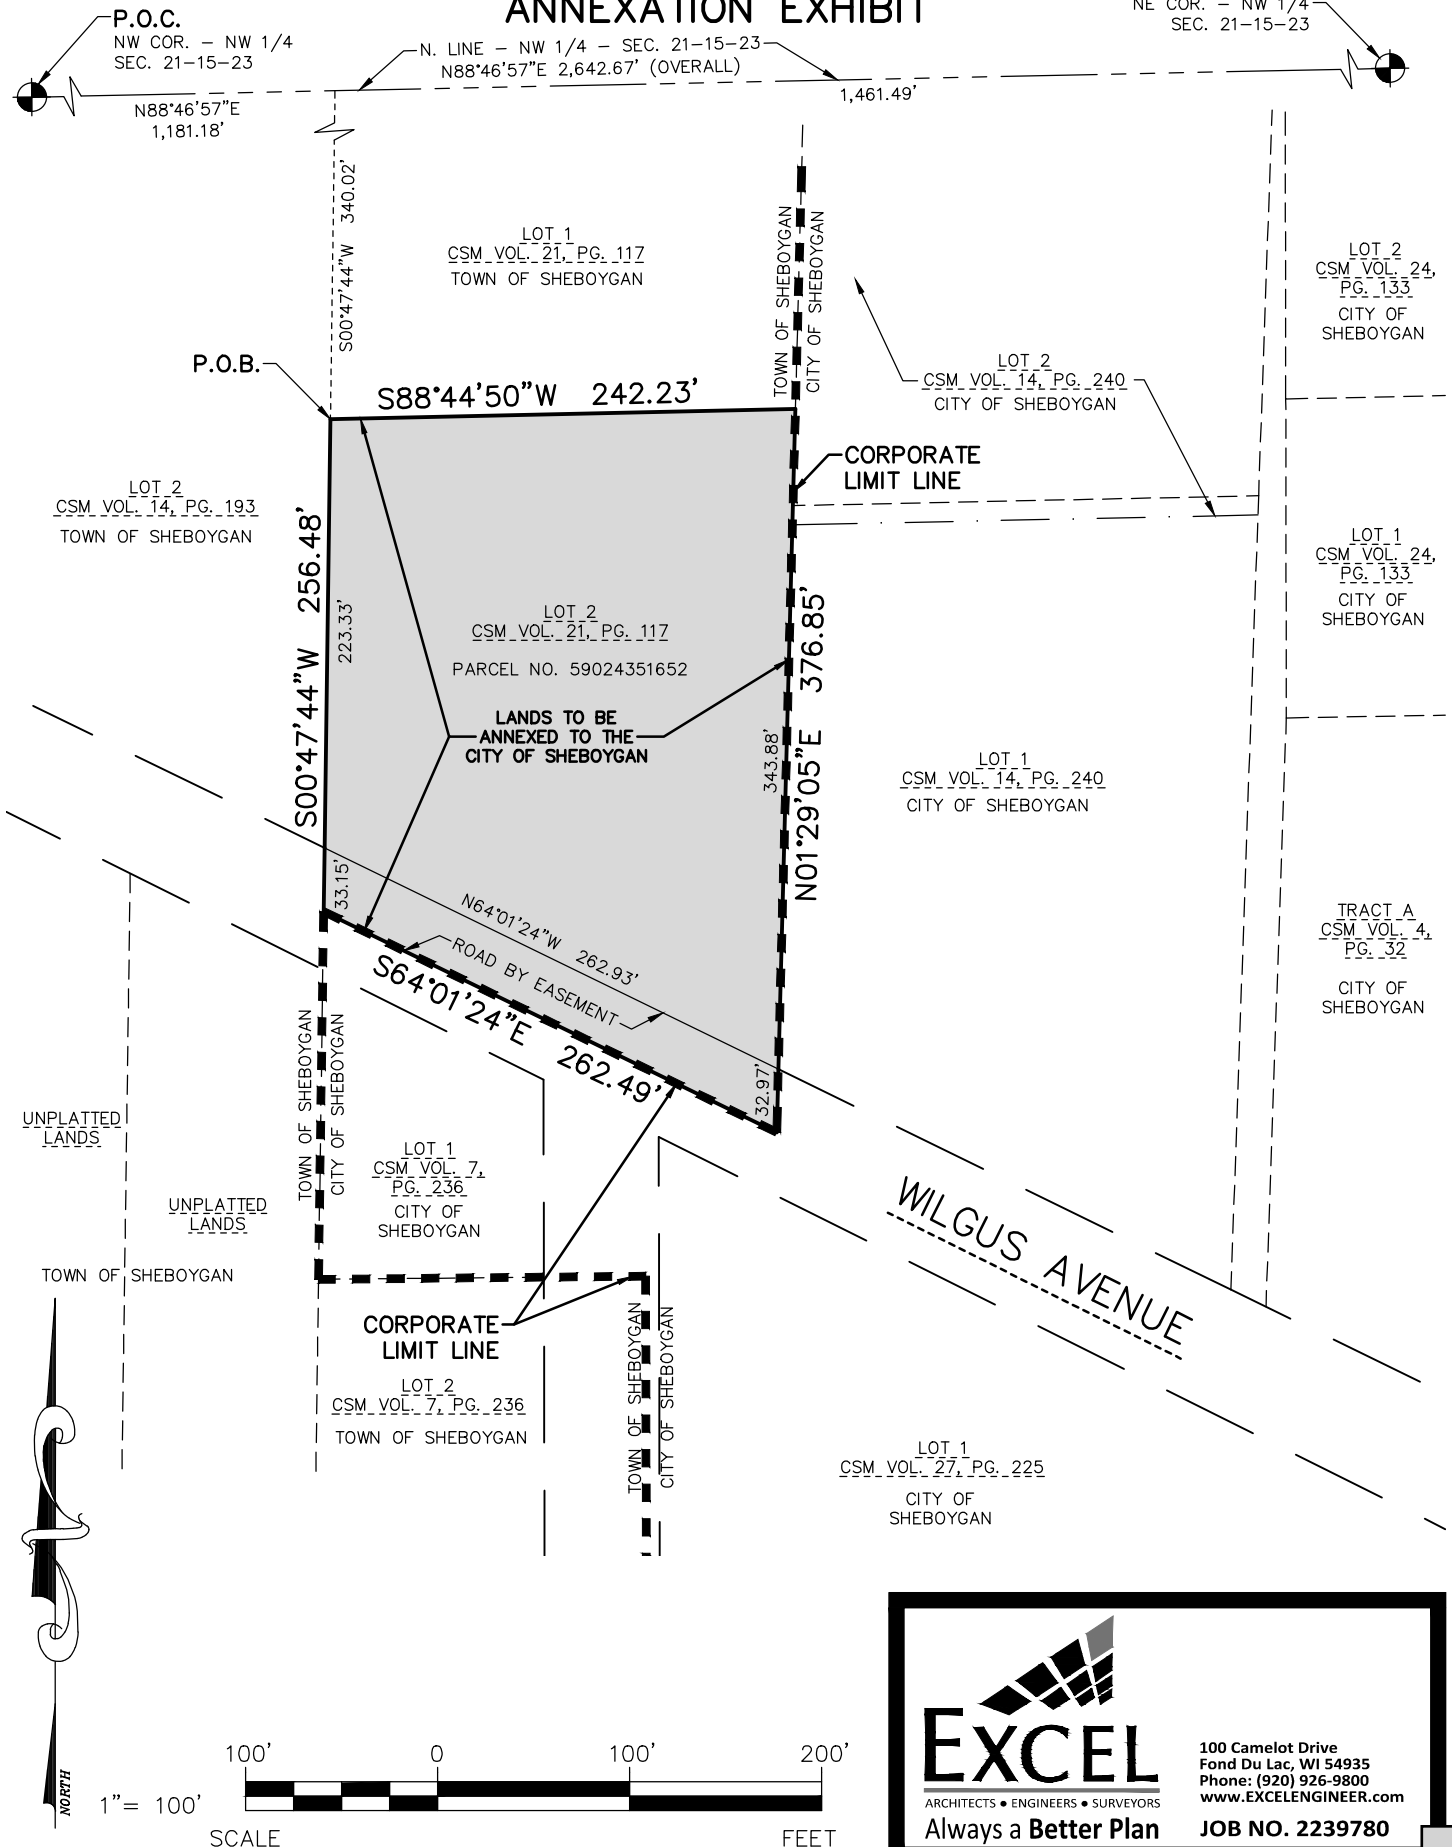 ANNEXATION EXHIBIT
P.O.C.
NW COR. – NW 1/4
SEC. 21–15–23
N. LINE – NW 1/4 – SEC. 21–15–23
N88°46'57"E 2,642.67' (OVERALL)
NE COR. – NW 1/4
SEC. 21–15–23
N88°46'57"E
1,181.18'
1,461.49'
S00°47'44"W 340.02'
LOT 1
CSM VOL. 21, PG. 117
TOWN OF SHEBOYGAN
TOWN OF SHEBOYGAN
CITY OF SHEBOYGAN
LOT 2
CSM VOL. 24,
PG. 133
CITY OF
SHEBOYGAN
P.O.B.
S88°44'50"W 242.23'
LOT 2
CSM VOL. 14, PG. 240
CITY OF SHEBOYGAN
CORPORATE
LIMIT LINE
LOT 2
CSM VOL. 14, PG. 193
TOWN OF SHEBOYGAN
S00°47'44"W 256.48'
223.33'
LOT 2
CSM VOL. 21, PG. 117
PARCEL NO. 59024351652
LANDS TO BE
ANNEXED TO THE
CITY OF SHEBOYGAN
343.88'
N01°29'05"E 376.85'
LOT 1
CSM VOL. 24,
PG. 133
CITY OF
SHEBOYGAN
LOT 1
CSM VOL. 14, PG. 240
CITY OF SHEBOYGAN
33.15'
N64°01'24"W 262.93'
ROAD BY EASEMENT
S64°01'24"E 262.49'
32.97'
TRACT A
CSM VOL. 4,
PG. 32
CITY OF
SHEBOYGAN
TOWN OF SHEBOYGAN
CITY OF SHEBOYGAN
UNPLATTED
LANDS
UNPLATTED
LANDS
TOWN OF SHEBOYGAN
LOT 1
CSM VOL. 7,
PG. 236
CITY OF
SHEBOYGAN
WILGUS AVENUE
CORPORATE
LIMIT LINE
LOT 2
CSM VOL. 7, PG. 236
TOWN OF SHEBOYGAN
TOWN OF SHEBOYGAN
CITY OF SHEBOYGAN
LOT 1
CSM VOL. 27, PG. 225
CITY OF
SHEBOYGAN
NORTH
1"= 100'
100' 0 100' 200'
SCALE FEET
EXCEL
ARCHITECTS • ENGINEERS • SURVEYORS
Always a Better Plan
100 Camelot Drive
Fond Du Lac, WI 54935
Phone: (920) 926-9800
www.EXCELENGINEER.com
JOB NO. 2239780